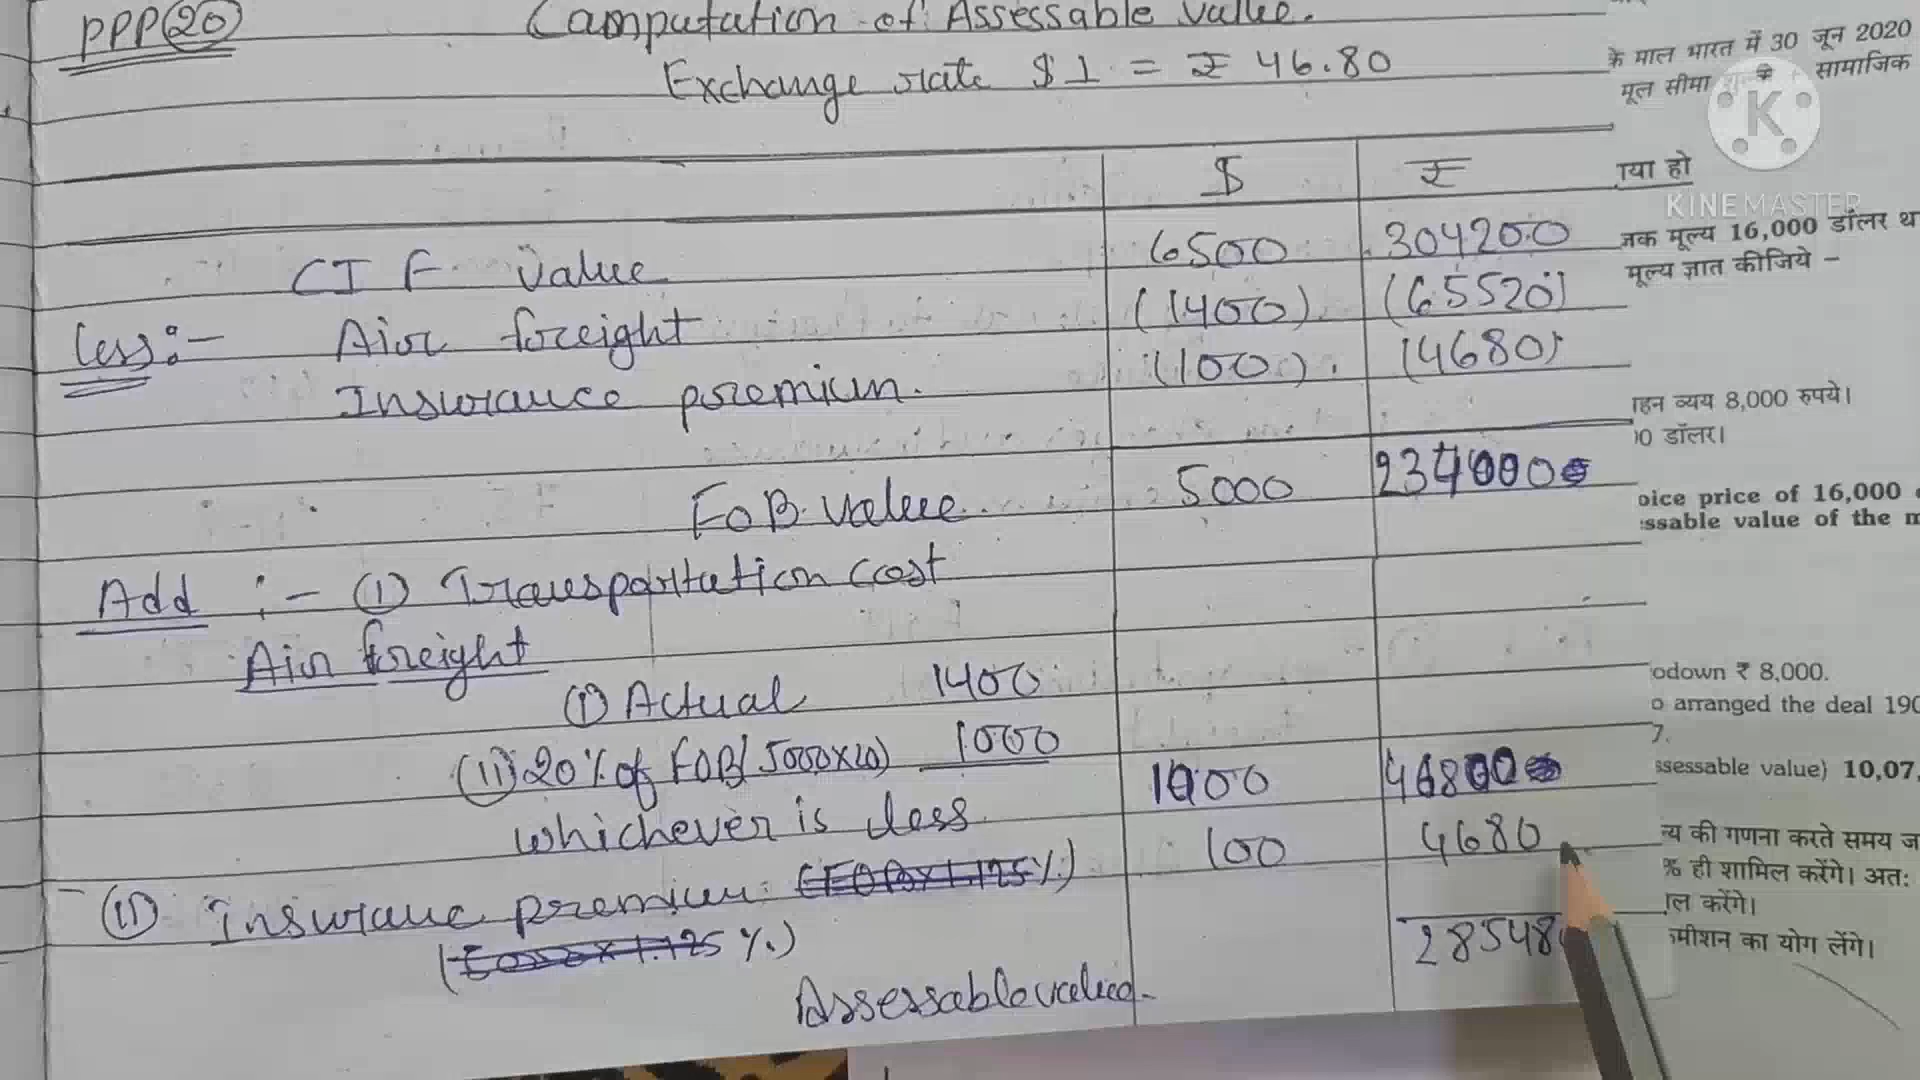 PPP 20
Computation of Assessable Value.
Exchange rate $1 = ₹ 46.80
$ ₹
CIF Value 6500 304200
Less:- Air freight (1400) (65520)
Insurance premium. (100) (4680)
FOB value 5000 234000
Add :- (I) Transportation cost
Air freight
(I) Actual 1400
(II) 20% of FOB( 5000×20) 1000 1000 46800
whichever is less
(II) Insurance premium 100 4680
28548
Assessable value
के माल भारत में 30 जून 2020
मूल सीमा सामाजिक
K
KINEMASTER
या हो
मूल्य 16,000 डॉलर
मूल्य ज्ञात कीजिये –
व्यय 8,000 रुपये।
डॉलर।
oice price of 16,000
ssable value of the
odown ₹ 8,000.
o arranged the deal 190
7.
ssessable value) 10,07,
की गणना करते समय
% ही शामिल करेंगे। अतः
करेंगे।
मीशन का योग लेंगे।